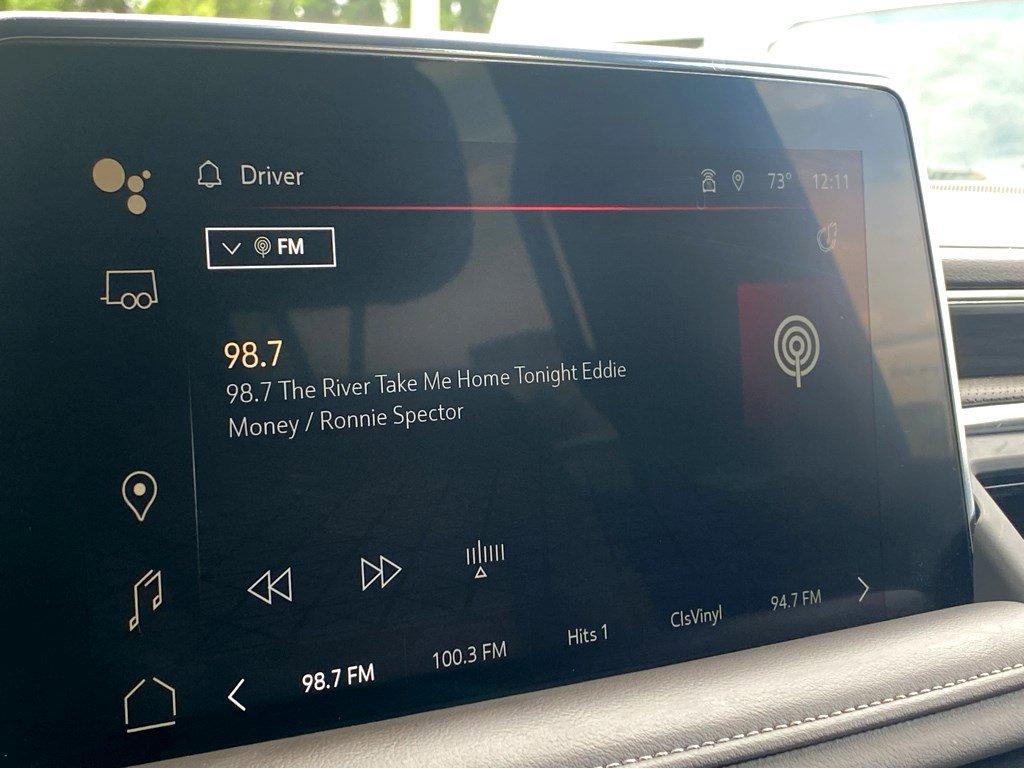 Driver
73° 12:11
FM
98.7
98.7 The River Take Me Home Tonight Eddie
Money / Ronnie Spector
98.7 FM
100.3 FM
Hits 1
ClsVinyl
94.7 FM